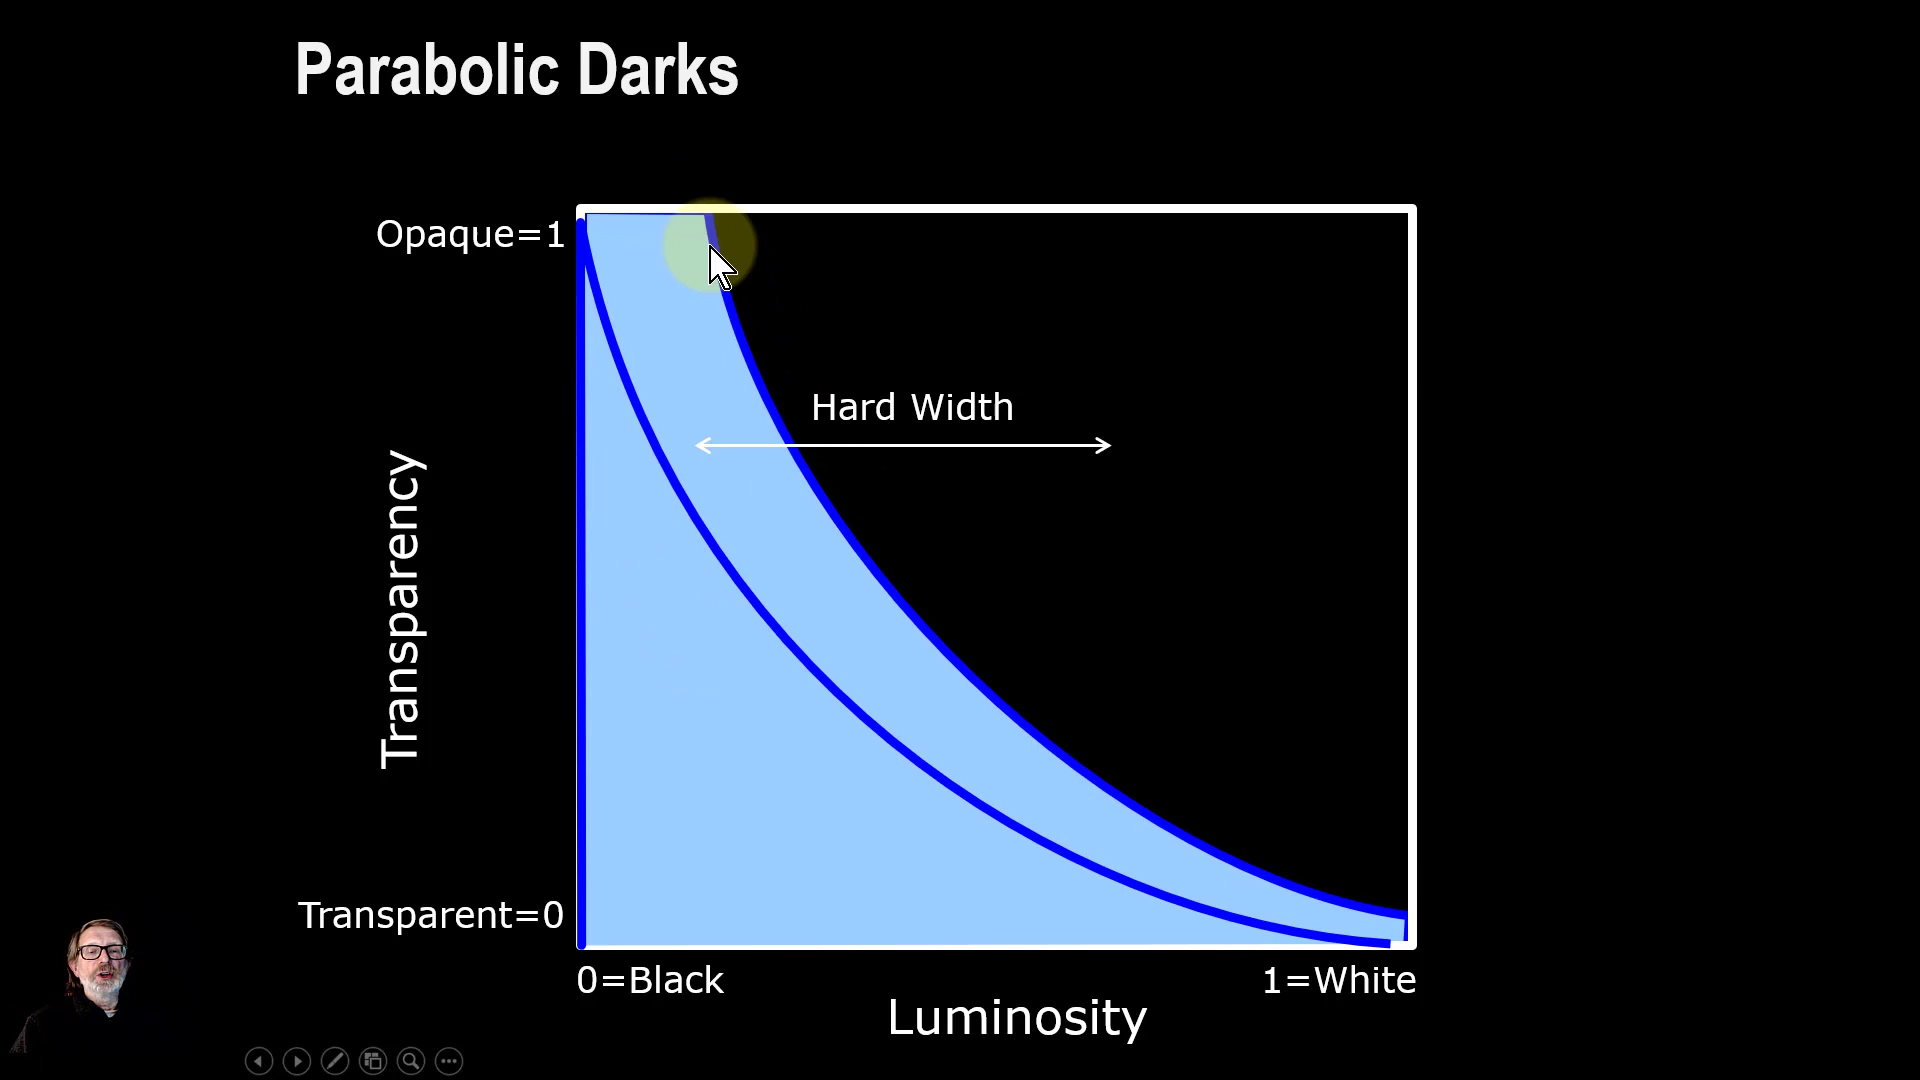 Parabolic Darks
Opaque=1
Hard Width
Transparency
Transparent=0
0=Black
1=White
Luminosity